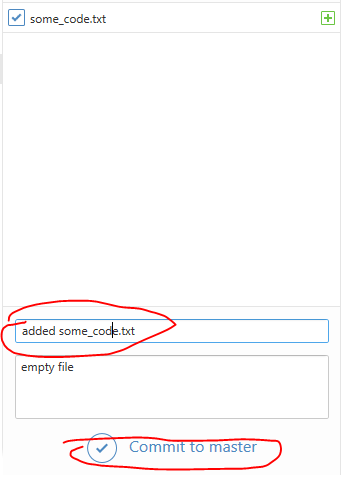 some_code.txt
added some_code.txt
empty file
Commit to master